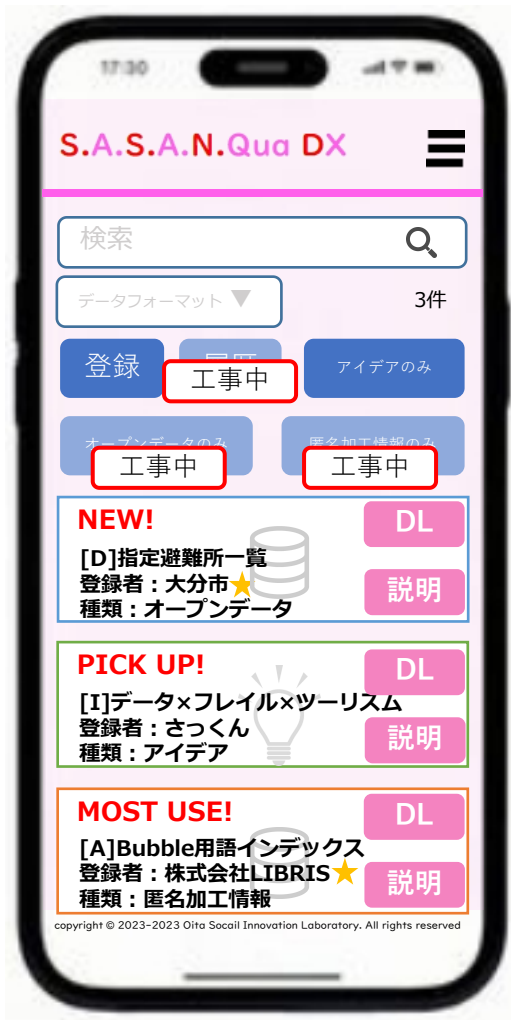 17:30
S.A.S.A.N.Qua DX
検索
データフォーマット ▼
3件
登録
工事中
アイデアのみ
オープンデータのみ
工事中
匿名加工情報のみ
工事中
NEW!
DL
[D]指定避難所一覧
登録者：大分市★
説明
種類：オープンデータ
PICK UP!
DL
[I]データ×フレイル×ツーリズム
登録者：さっくん
説明
種類：アイデア
MOST USE!
DL
[A]Bubble用語インデックス
登録者：株式会社LIBRIS★
説明
種類：匿名加工情報
copyright © 2023-2023 Oita Socail Innovation Laboratory. All rights reserved